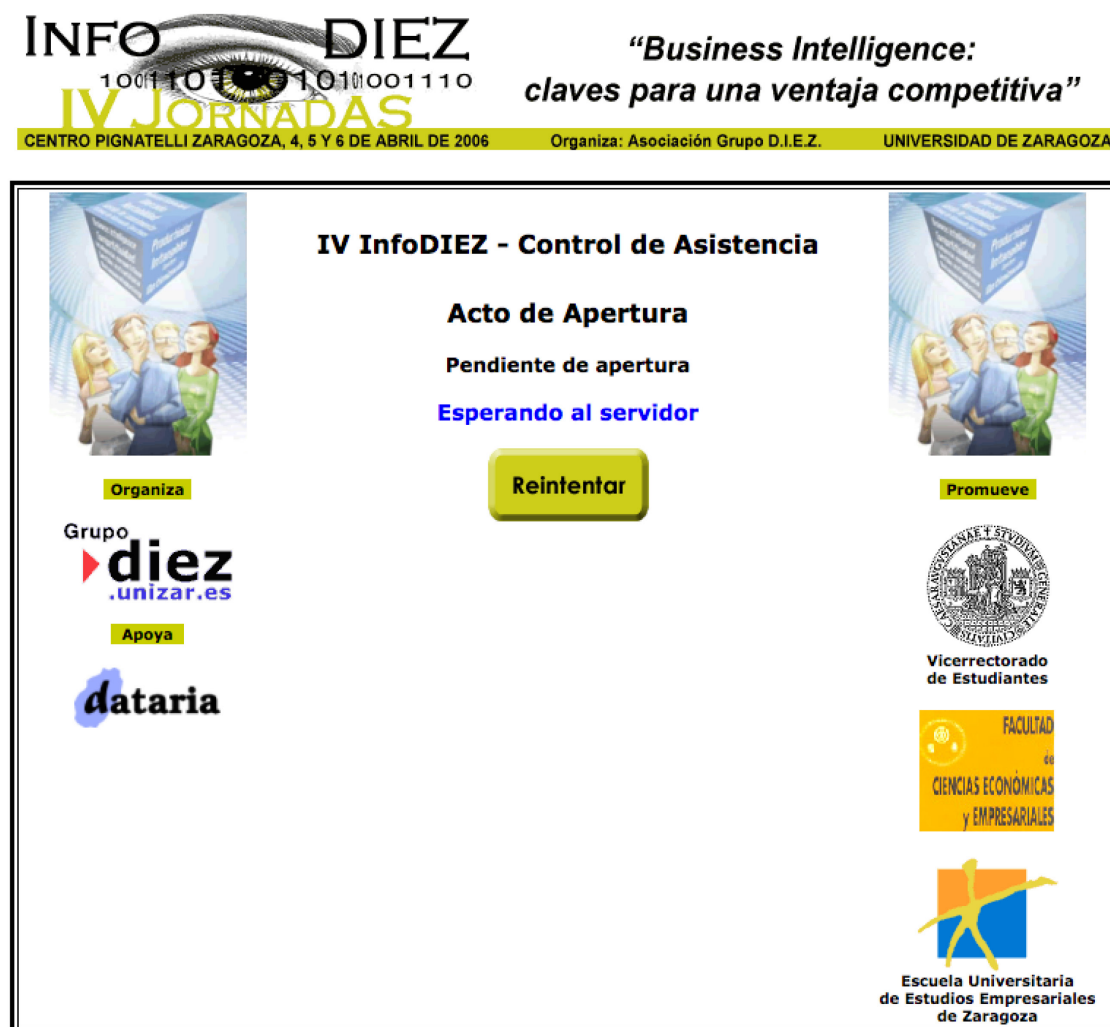 INFO DIEZ
1001110101010101001110
IV JORNADAS
“Business Intelligence:
claves para una ventaja competitiva”
CENTRO PIGNATELLI ZARAGOZA, 4, 5 Y 6 DE ABRIL DE 2006 Organiza: Asociación Grupo D.I.E.Z. UNIVERSIDAD DE ZARAGOZA
IV InfoDIEZ - Control de Asistencia
Acto de Apertura
Pendiente de apertura
Esperando al servidor
Reintentar
Organiza
Grupo
diez
.unizar.es
Apoya
dataria
Promueve
Vicerrectorado
de Estudiantes
FACULTAD
de
CIENCIAS ECONÓMICAS
y EMPRESARIALES
Escuela Universitaria
de Estudios Empresariales
de Zaragoza